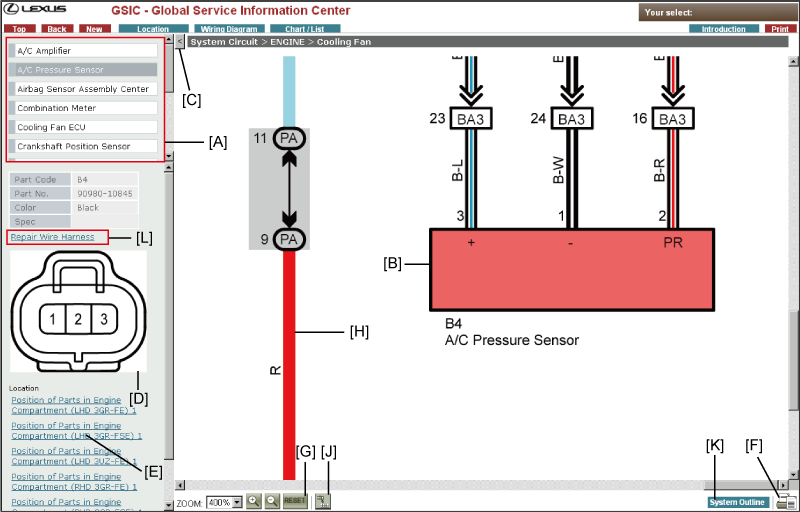 LEXUS
GSIC - Global Service Information Center
Your select:
Top Back New Location Wiring Diagram Chart / List Introduction Print
< System Circuit > ENGINE > Cooling Fan
A/C Amplifier
A/C Pressure Sensor
Airbag Sensor Assembly Center
Combination Meter
Cooling Fan ECU
Crankshaft Position Sensor
[A]
[C]
Part Code B4
Part No. 90980-10845
Color Black
Spec
Repair Wire Harness
[L]
1 2 3
[D]
Location
Position of Parts in Engine
Compartment (LHD 3GR-FE) 1
Position of Parts in Engine
Compartment (LHD 3GR-FSE) 1
Position of Parts in Engine
Compartment (LHD 3UZ-FE) 1
Position of Parts in Engine
Compartment (RHD 3GR-FE) 1
Position of Parts in Engine
[E]
11 PA
9 PA
R
[H]
E E E
23 BA3 24 BA3 16 BA3
B-L B-W B-R
3 1 2
+ - PR
[B]
B4
A/C Pressure Sensor
[G] [J] [K] [F]
ZOOM: 400% RESET System Outline